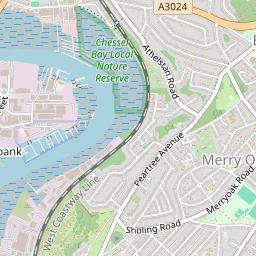 A3024
Chessel
Bay Local
Nature
Reserve
Athelstan Road
bank
Peartree Avenue
Merry O
West Coastway Line
Merryoak Road
Sholing Road